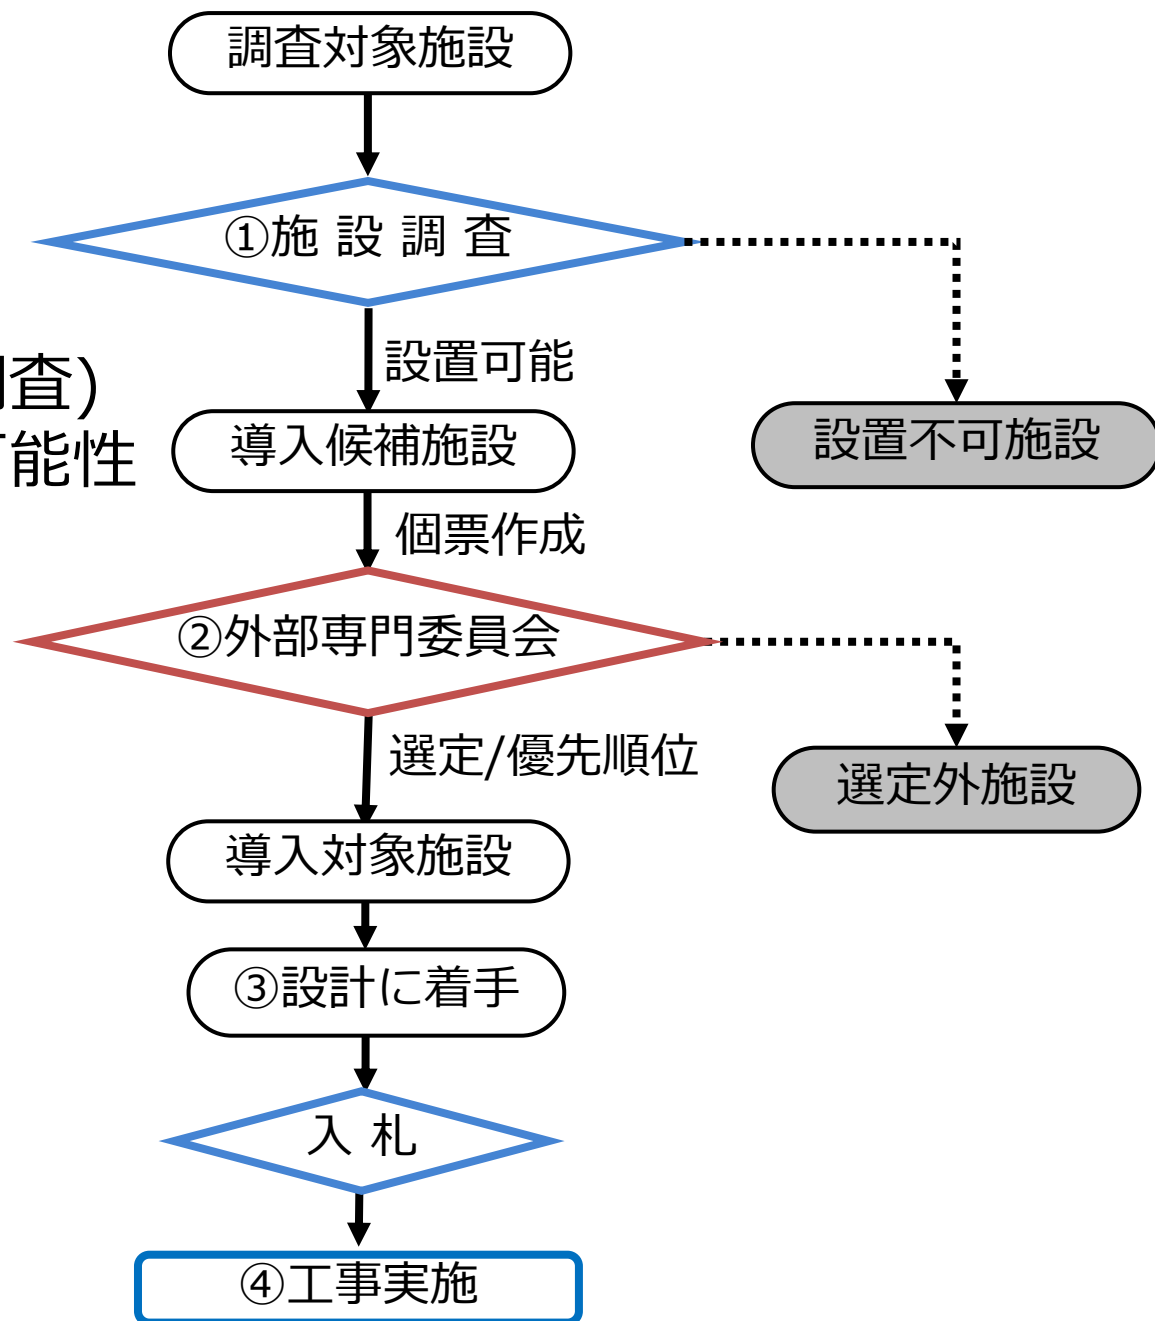 調査対象施設
①施 設 調 査
設置可能
査)
能性
導入候補施設
設置不可施設
個票作成
②外部専門委員会
選定/優先順位
選定外施設
導入対象施設
③設計に着手
入 札
④工事実施